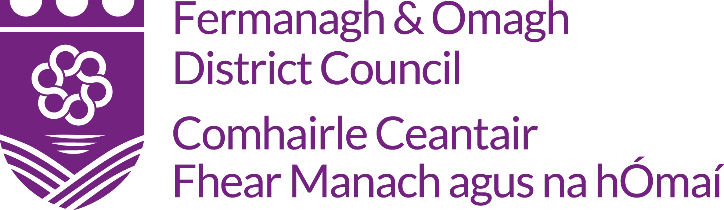 Fermanagh & Omagh
District Council
Comhairle Ceantair
Fhear Manach agus na hÓmaí